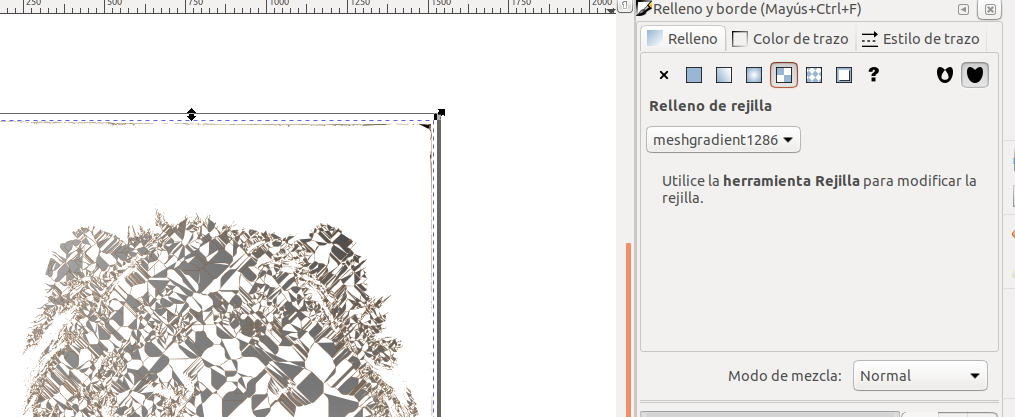 250 500 750 1000 1250 1500 1750 2000
Relleno y borde (Mayús+Ctrl+F)
Relleno Color de trazo Estilo de trazo
?
Relleno de rejilla
meshgradient1286
Utilice la herramienta Rejilla para modificar la
rejilla.
Modo de mezcla: Normal